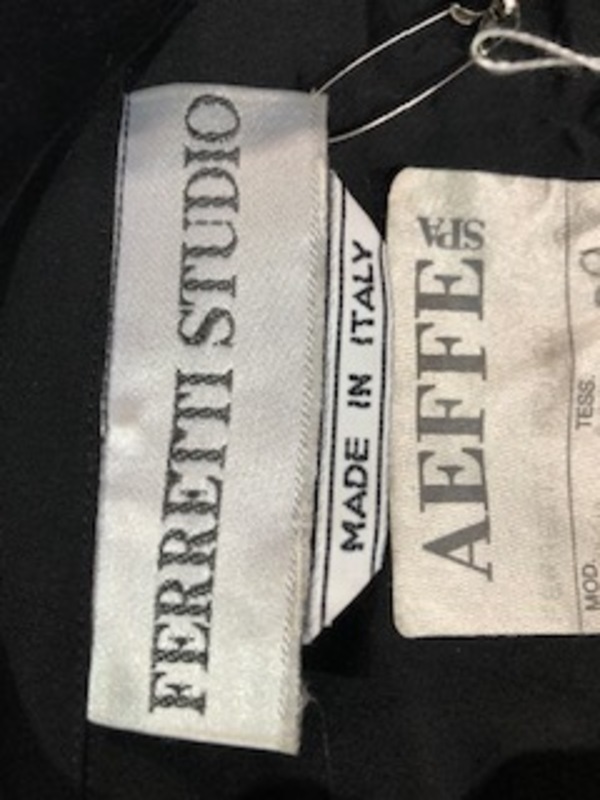 FERRETTI STUDIO
MADE IN ITALY
AEFFE SPA
MOD.
TESS.